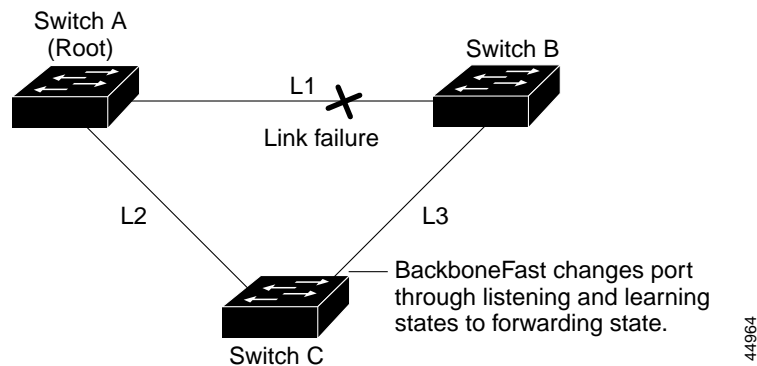 Switch A
(Root)
Switch B
L1
Link failure
L2
L3
BackboneFast changes port
through listening and learning
states to forwarding state.
Switch C
44964